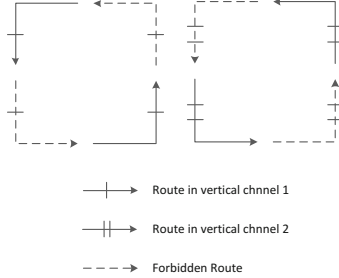 Route in vertical chnnel 1
Route in vertical chnnel 2
Forbidden Route